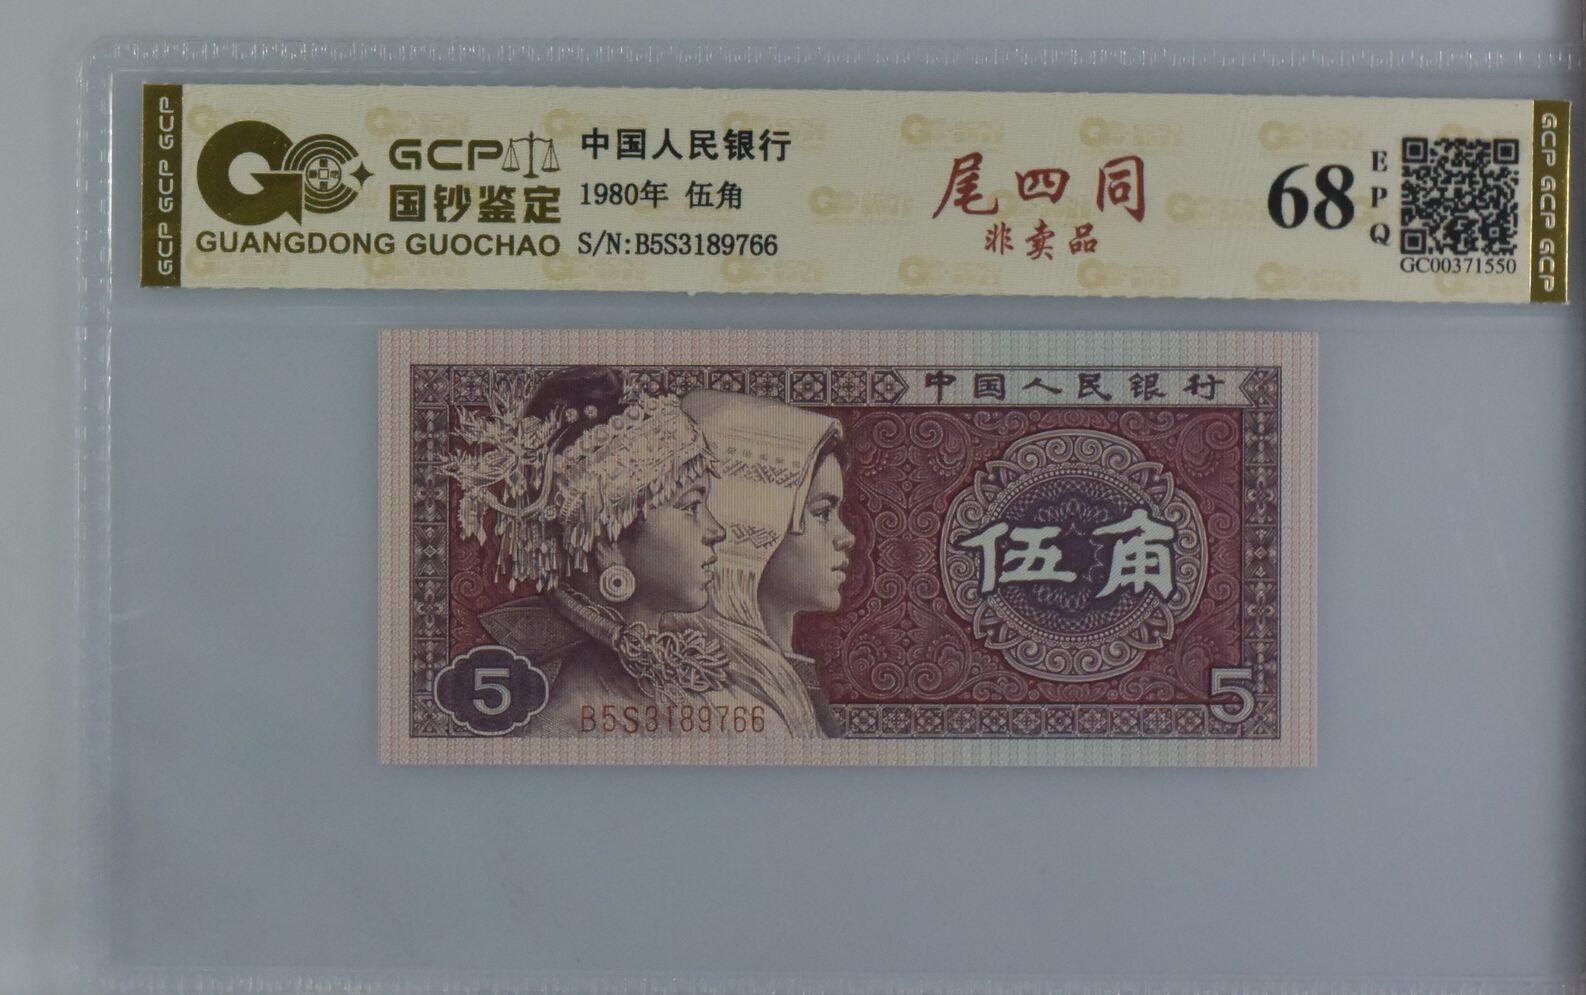 GCP GCP GCP
GCP
国钞鉴定
GUANGDONG GUOCHAO
中国人民银行
1980年 伍角
S/N:B5S3189766
尾四同
非卖品
68
EPQ
GC00371550
GCP GCP GCP
中国人民银行
伍角
5
B5S3189766
5